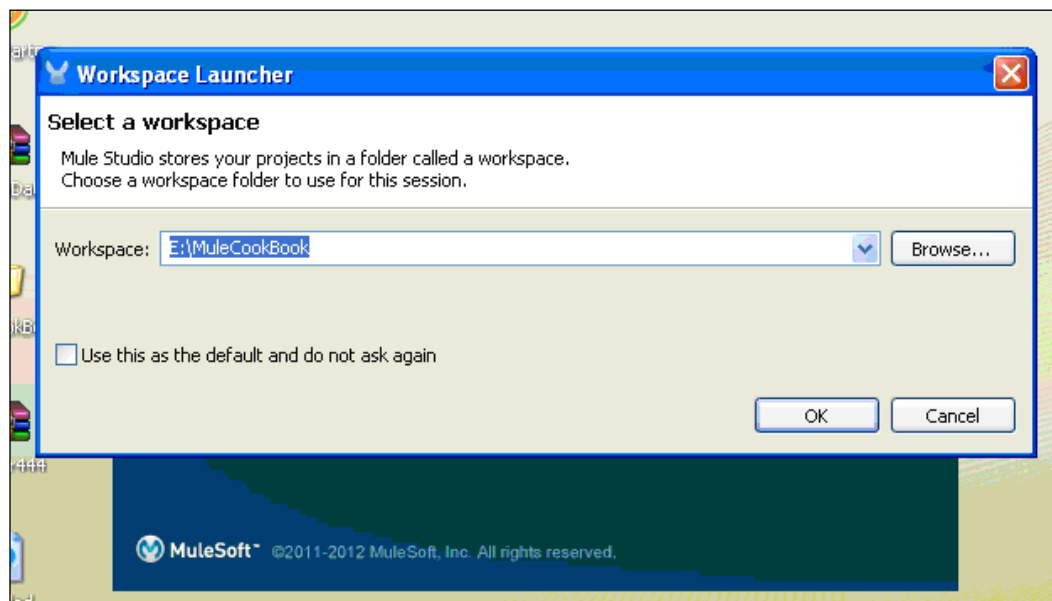 Workspace Launcher
Select a workspace
Mule Studio stores your projects in a folder called a workspace.
Choose a workspace folder to use for this session.
Workspace: E:\MuleCookBook Browse...
Use this as the default and do not ask again
OK Cancel
r444
MuleSoft™ ©2011-2012 MuleSoft, Inc. All rights reserved.